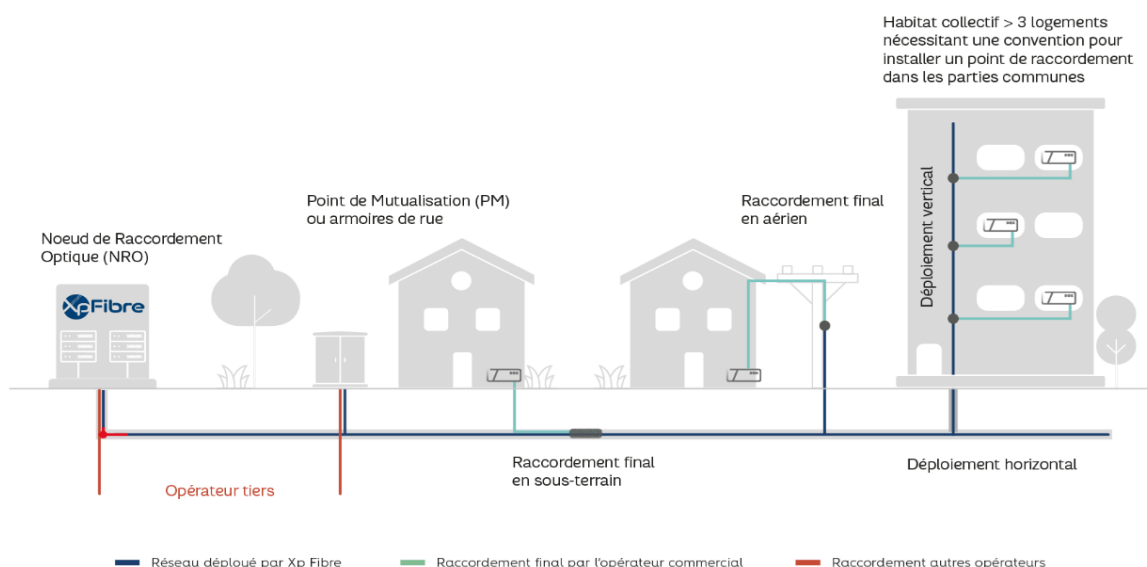 Habitat collectif > 3 logements
nécessitant une convention pour
installer un point de raccordement
dans les parties communes
Point de Mutualisation (PM)
ou armoires de rue
Raccordement final
en aérien
Noeud de Raccordement
Optique (NRO)
XpFibre
Déploiement vertical
Raccordement final
en sous-terrain
Déploiement horizontal
Opérateur tiers
Réseau déployé par Xp Fibre
Raccordement final par l'opérateur commercial
Raccordement autres opérateurs